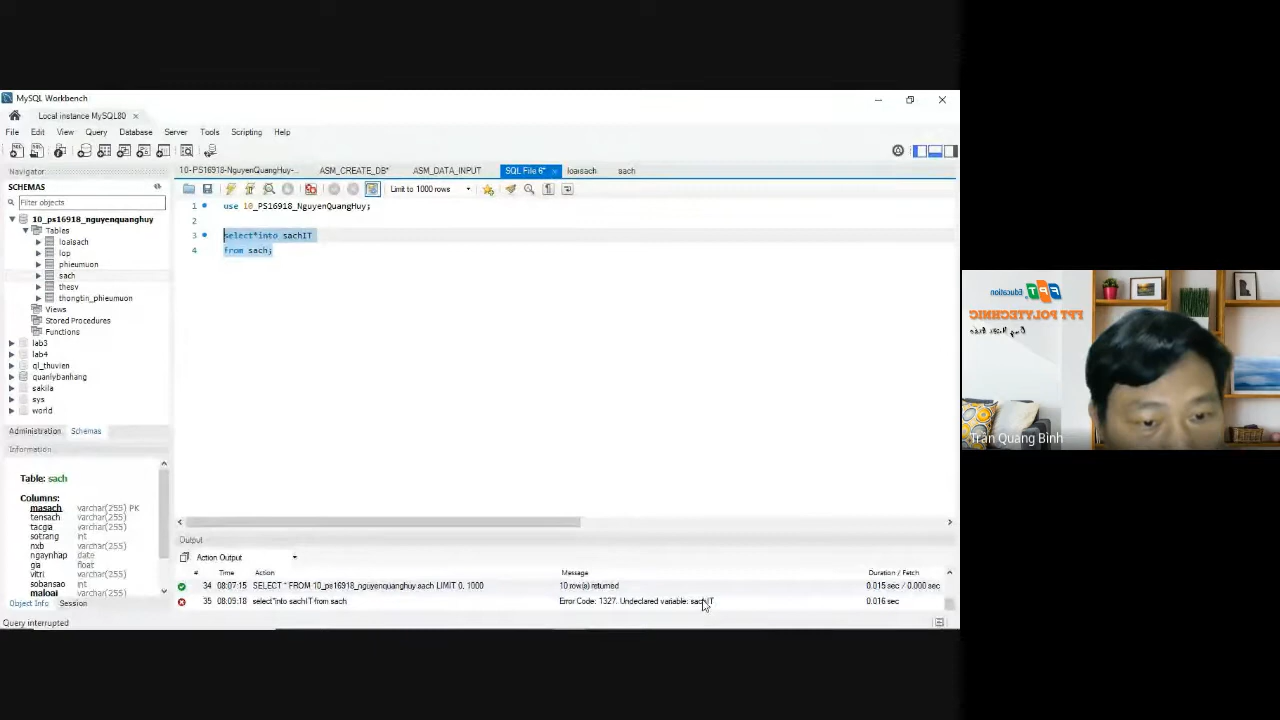 MySQL Workbench
Local instance MySQL80
File Edit View Query Database Server Tools Scripting Help
Navigator
SCHEMAS
Filter objects
10_ps16918_nguyenquanghuy
Tables
loaisach
lop
phieumuon
sach
thesv
thongtin_phieumuon
Views
Stored Procedures
Functions
lab3
lab4
ql_thuvien
quanlybanhang
sakila
sys
world
Administration Schemas
Information
Table: sach
Columns:
masach varchar(255) PK
tensach varchar(255)
tacgia varchar(255)
sotrang int
nxb varchar(255)
ngaynhap date
gia float
vitri varchar(255)
sobansao int
maloai varchar(255)
Object Info Session
Query interrupted
10-PS16918-NguyenQuangHuy-... ASM_CREATE_DB* ASM_DATA_INPUT SQL File 6* loaisach sach
Limit to 1000 rows
1 use 10_PS16918_NguyenQuangHuy;
2
3 select*into sachIT
4 from sach;
Output
Action Output
# Time Action Message Duration / Fetch
34 08:07:15 SELECT * FROM 10_ps16918_nguyenquanghuy.sach LIMIT 0, 1000 10 row(s) returned 0.015 sec / 0.000 sec
35 08:09:18 select*into sachIT from sach Error Code: 1327. Undeclared variable: sachIT 0.016 sec
FPT Education
FPT POLYTECHNIC
Tran Quang Binh